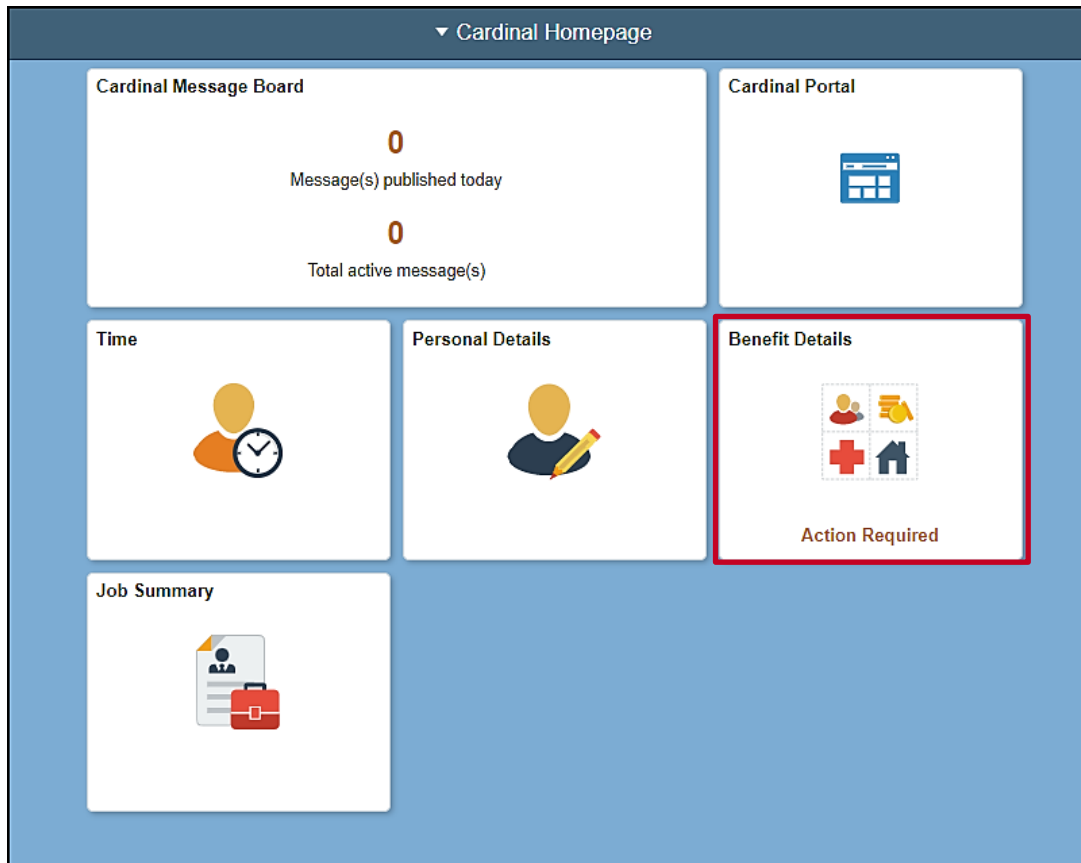 Cardinal Homepage
Cardinal Message Board
0
Message(s) published today
0
Total active message(s)
Cardinal Portal
Time
Personal Details
Benefit Details
Action Required
Job Summary